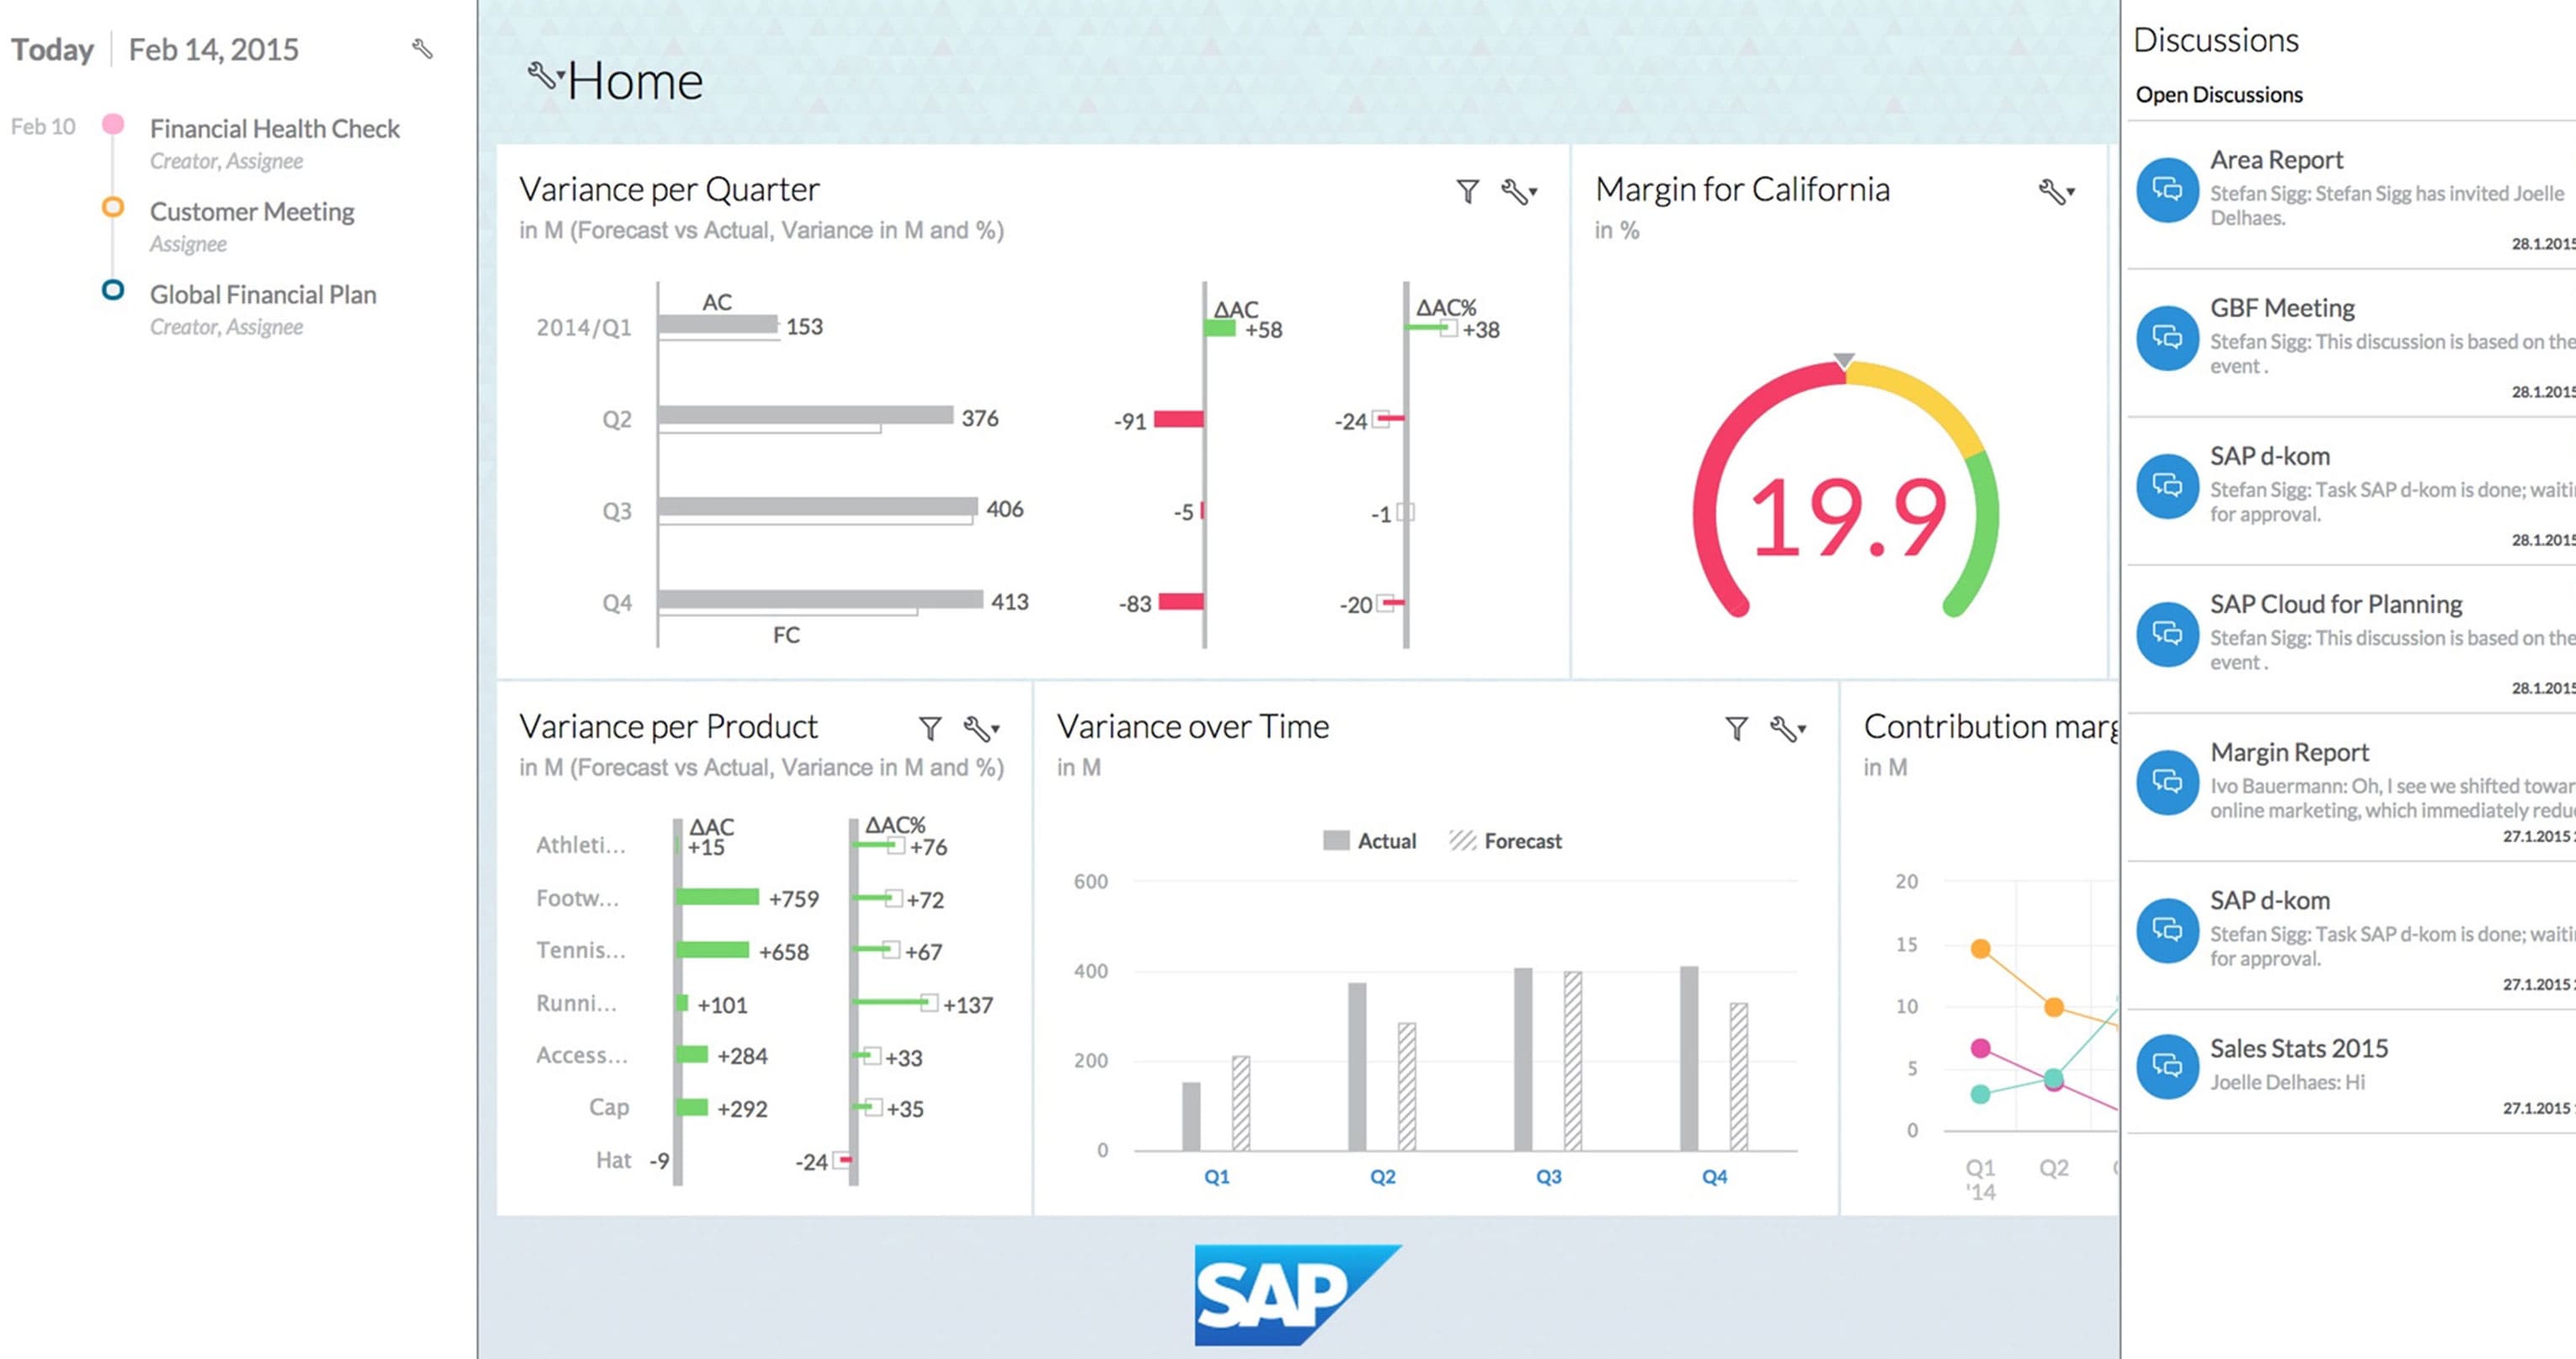 Today
Feb 14, 2015
Feb 10
Financial Health Check
Creator, Assignee
Customer Meeting
Assignee
Global Financial Plan
Creator, Assignee
Home
Variance per Quarter
in M (Forecast vs Actual, Variance in M and %)
AC
ΔAC
ΔAC%
2014/Q1
153
+58
+38
Q2
376
-91
-24
Q3
406
-5
-1
Q4
413
-83
-20
FC
Margin for California
in %
19.9
Variance per Product
in M (Forecast vs Actual, Variance in M and %)
ΔAC
ΔAC%
Athleti...
+15
+76
Footw...
+759
+72
Tennis...
+658
+67
Runni...
+101
+137
Access...
+284
+33
Cap
+292
+35
Hat
-9
-24
Variance over Time
in M
Actual
Forecast
600
400
200
0
Q1
Q2
Q3
Q4
Contribution
in M
20
15
10
5
0
Q1
'14
Q2
SAP
Discussions
Open Discussions
Area Report
Stefan Sigg: Stefan Sigg has invited Joelle
Delhaes.
28.1.2015
GBF Meeting
Stefan Sigg: This discussion is based on the
event .
28.1.2015
SAP d-kom
Stefan Sigg: Task SAP d-kom is done;
for approval.
28.1.2015
SAP Cloud for Planning
Stefan Sigg: This discussion is based on the
event .
28.1.2015
Margin Report
Ivo Bauermann: Oh, I see we shifted
online marketing, which immediately
27.1.2015
SAP d-kom
Stefan Sigg: Task SAP d-kom is done;
for approval.
27.1.2015
Sales Stats 2015
Joelle Delhaes: Hi
27.1.2015